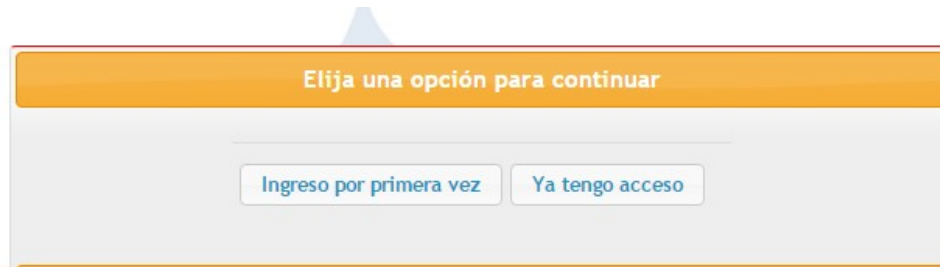 Elija una opción para continuar
Ingreso por primera vez Ya tengo acceso